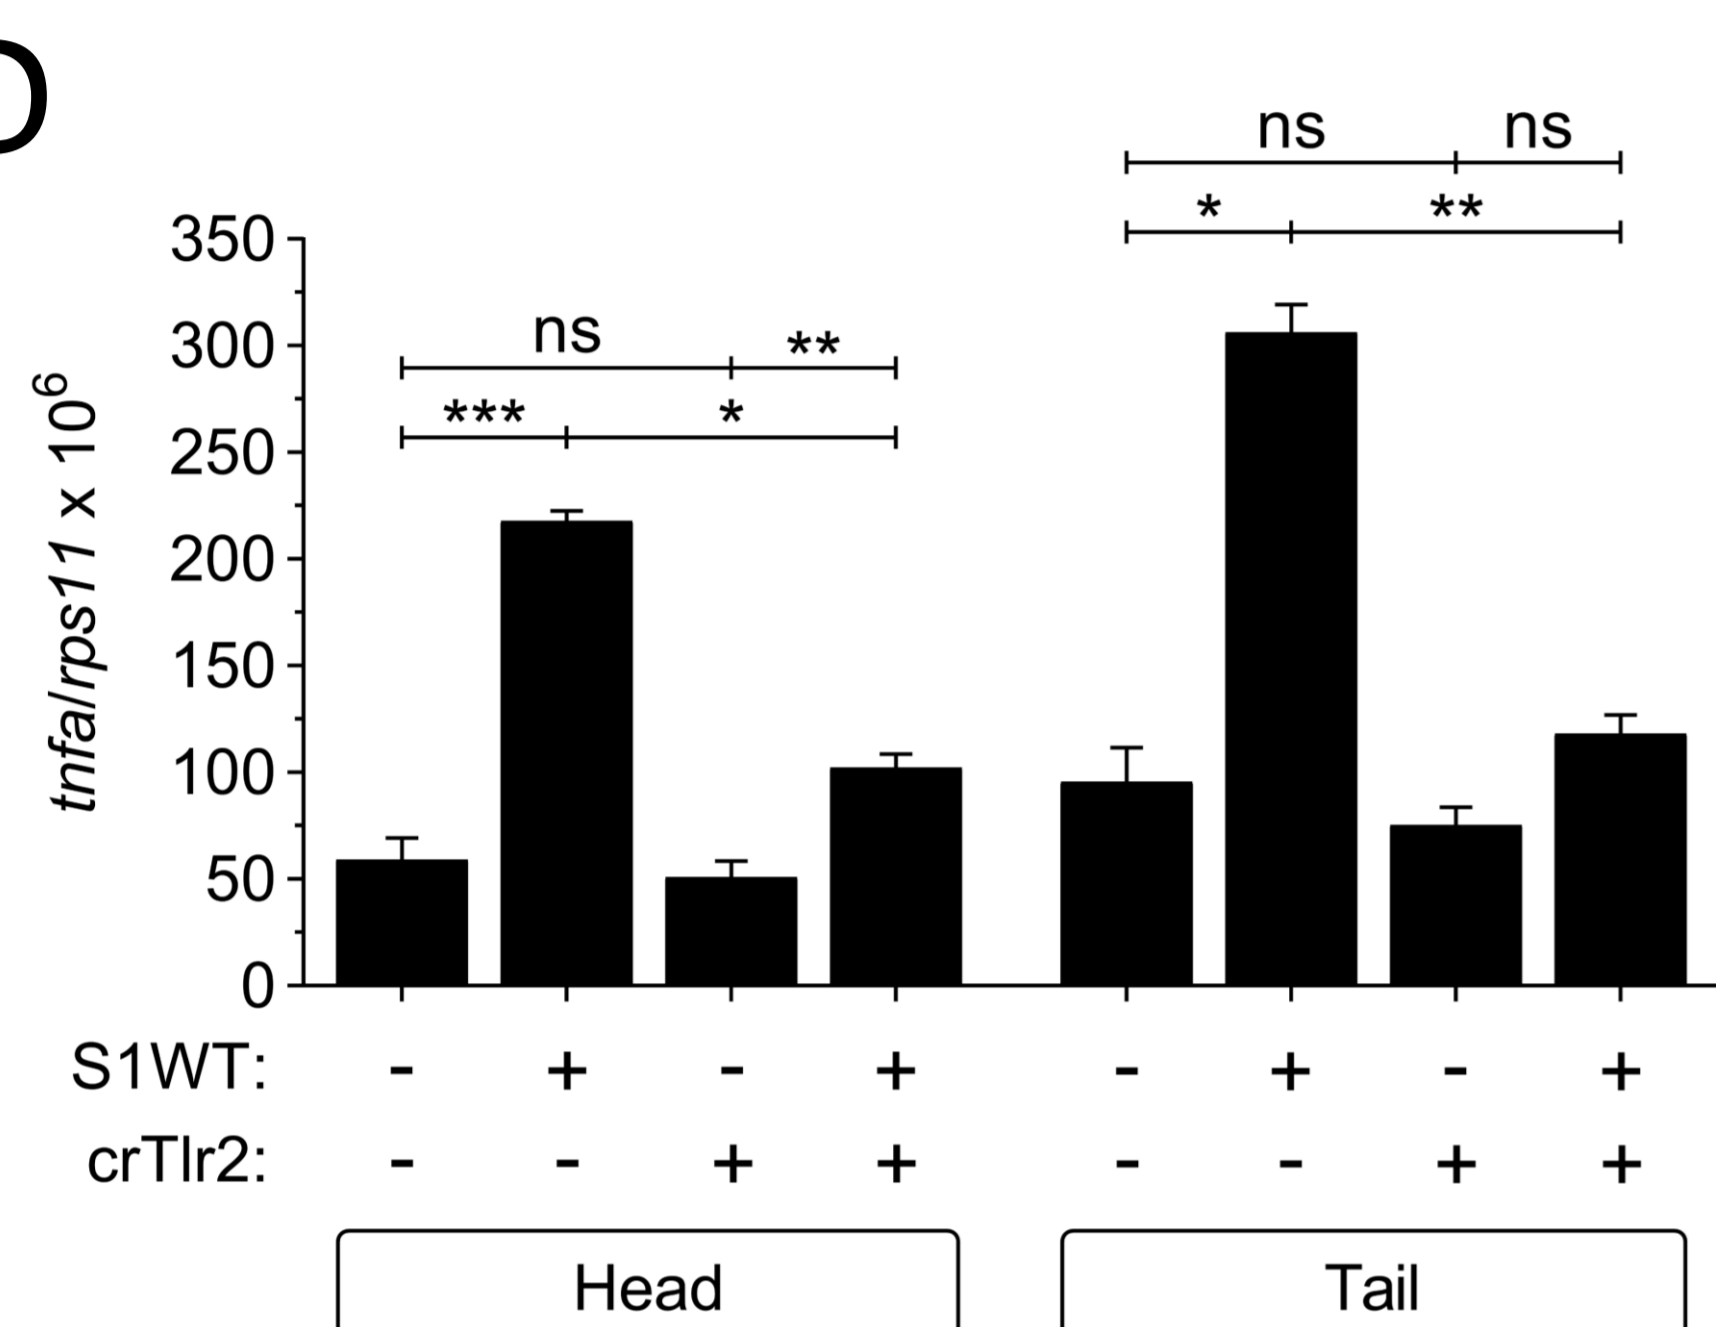 D
ns ns
* **
350
300
250
200
150
100
50
0
tnfa/rps11 x 10⁶
ns **
*** *
S1WT: - + - + - + - +
crTlr2: - - + + - - + +
Head Tail